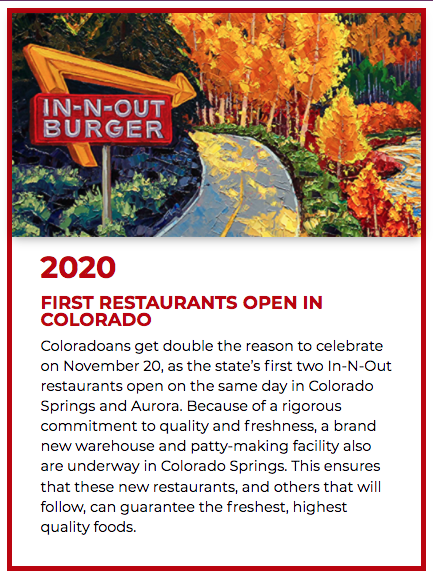 IN-N-OUT
BURGER
2020
FIRST RESTAURANTS OPEN IN
COLORADO
Coloradoans get double the reason to celebrate
on November 20, as the state's first two In-N-Out
restaurants open on the same day in Colorado
Springs and Aurora. Because of a rigorous
commitment to quality and freshness, a brand
new warehouse and patty-making facility also
are underway in Colorado Springs. This ensures
that these new restaurants, and others that will
follow, can guarantee the freshest, highest
quality foods.